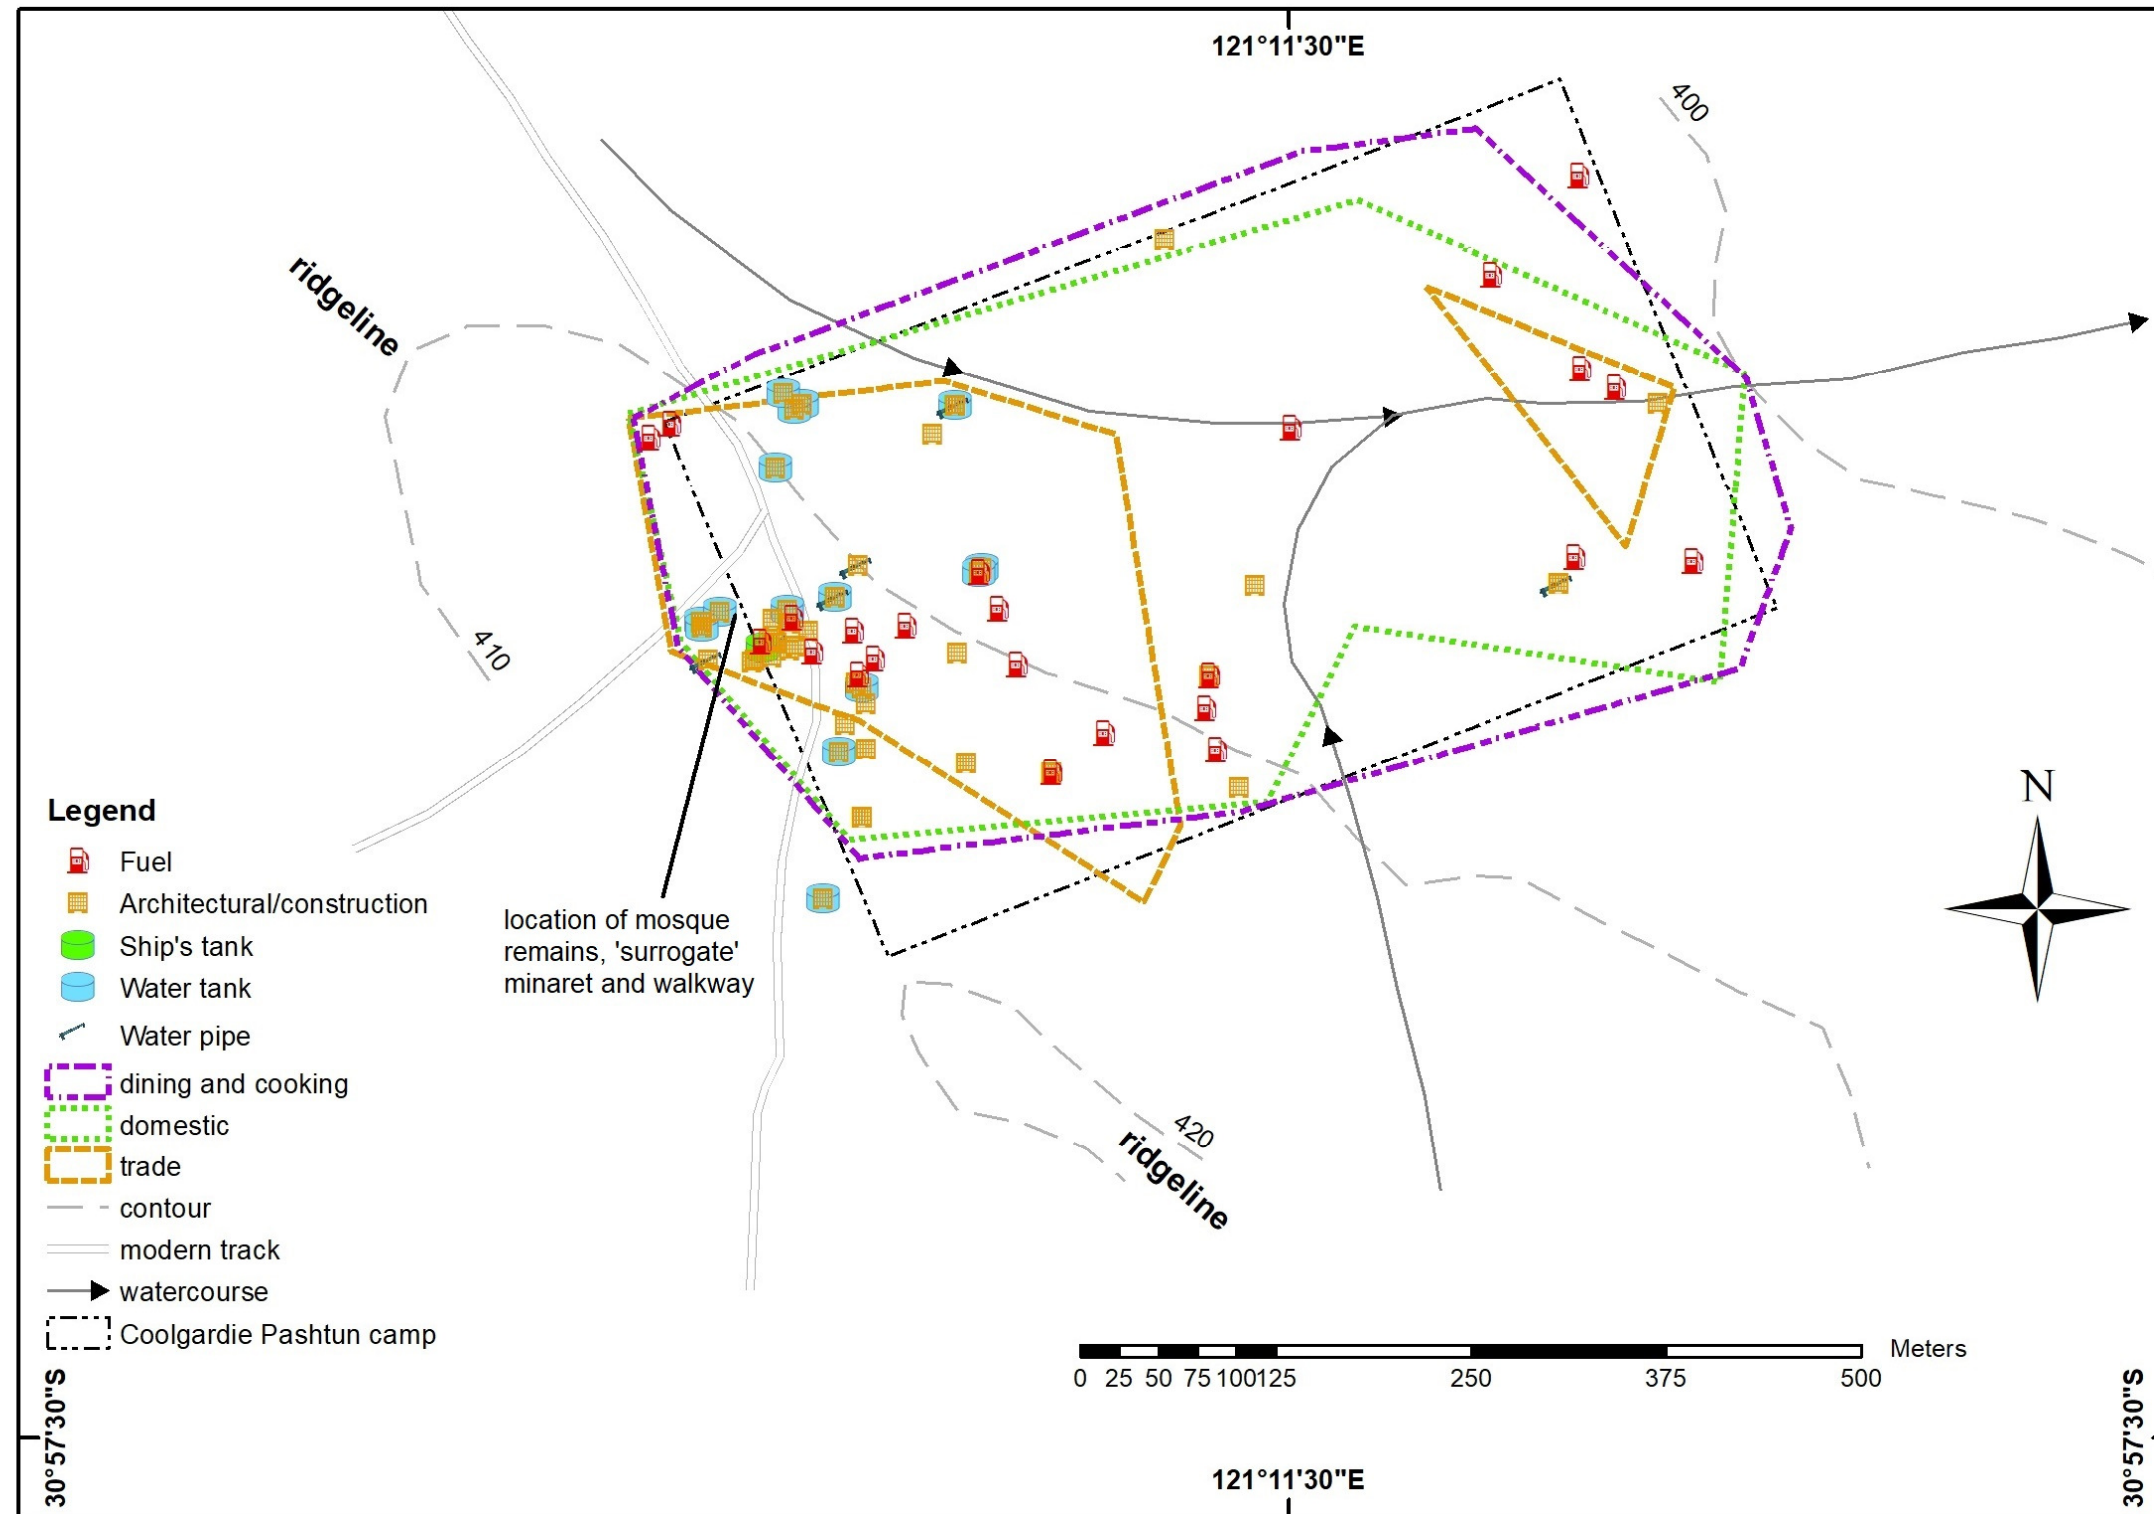 121°11'30"E
400
ridgeline
410
Legend
Fuel
Architectural/construction
Ship's tank
Water tank
Water pipe
dining and cooking
domestic
trade
contour
modern track
watercourse
Coolgardie Pashtun camp
location of mosque
remains, 'surrogate'
minaret and walkway
N
420
ridgeline
Meters
0 25 50 75 100 125 250 375 500
30°57'30"S
30°57'30"S
121°11'30"E